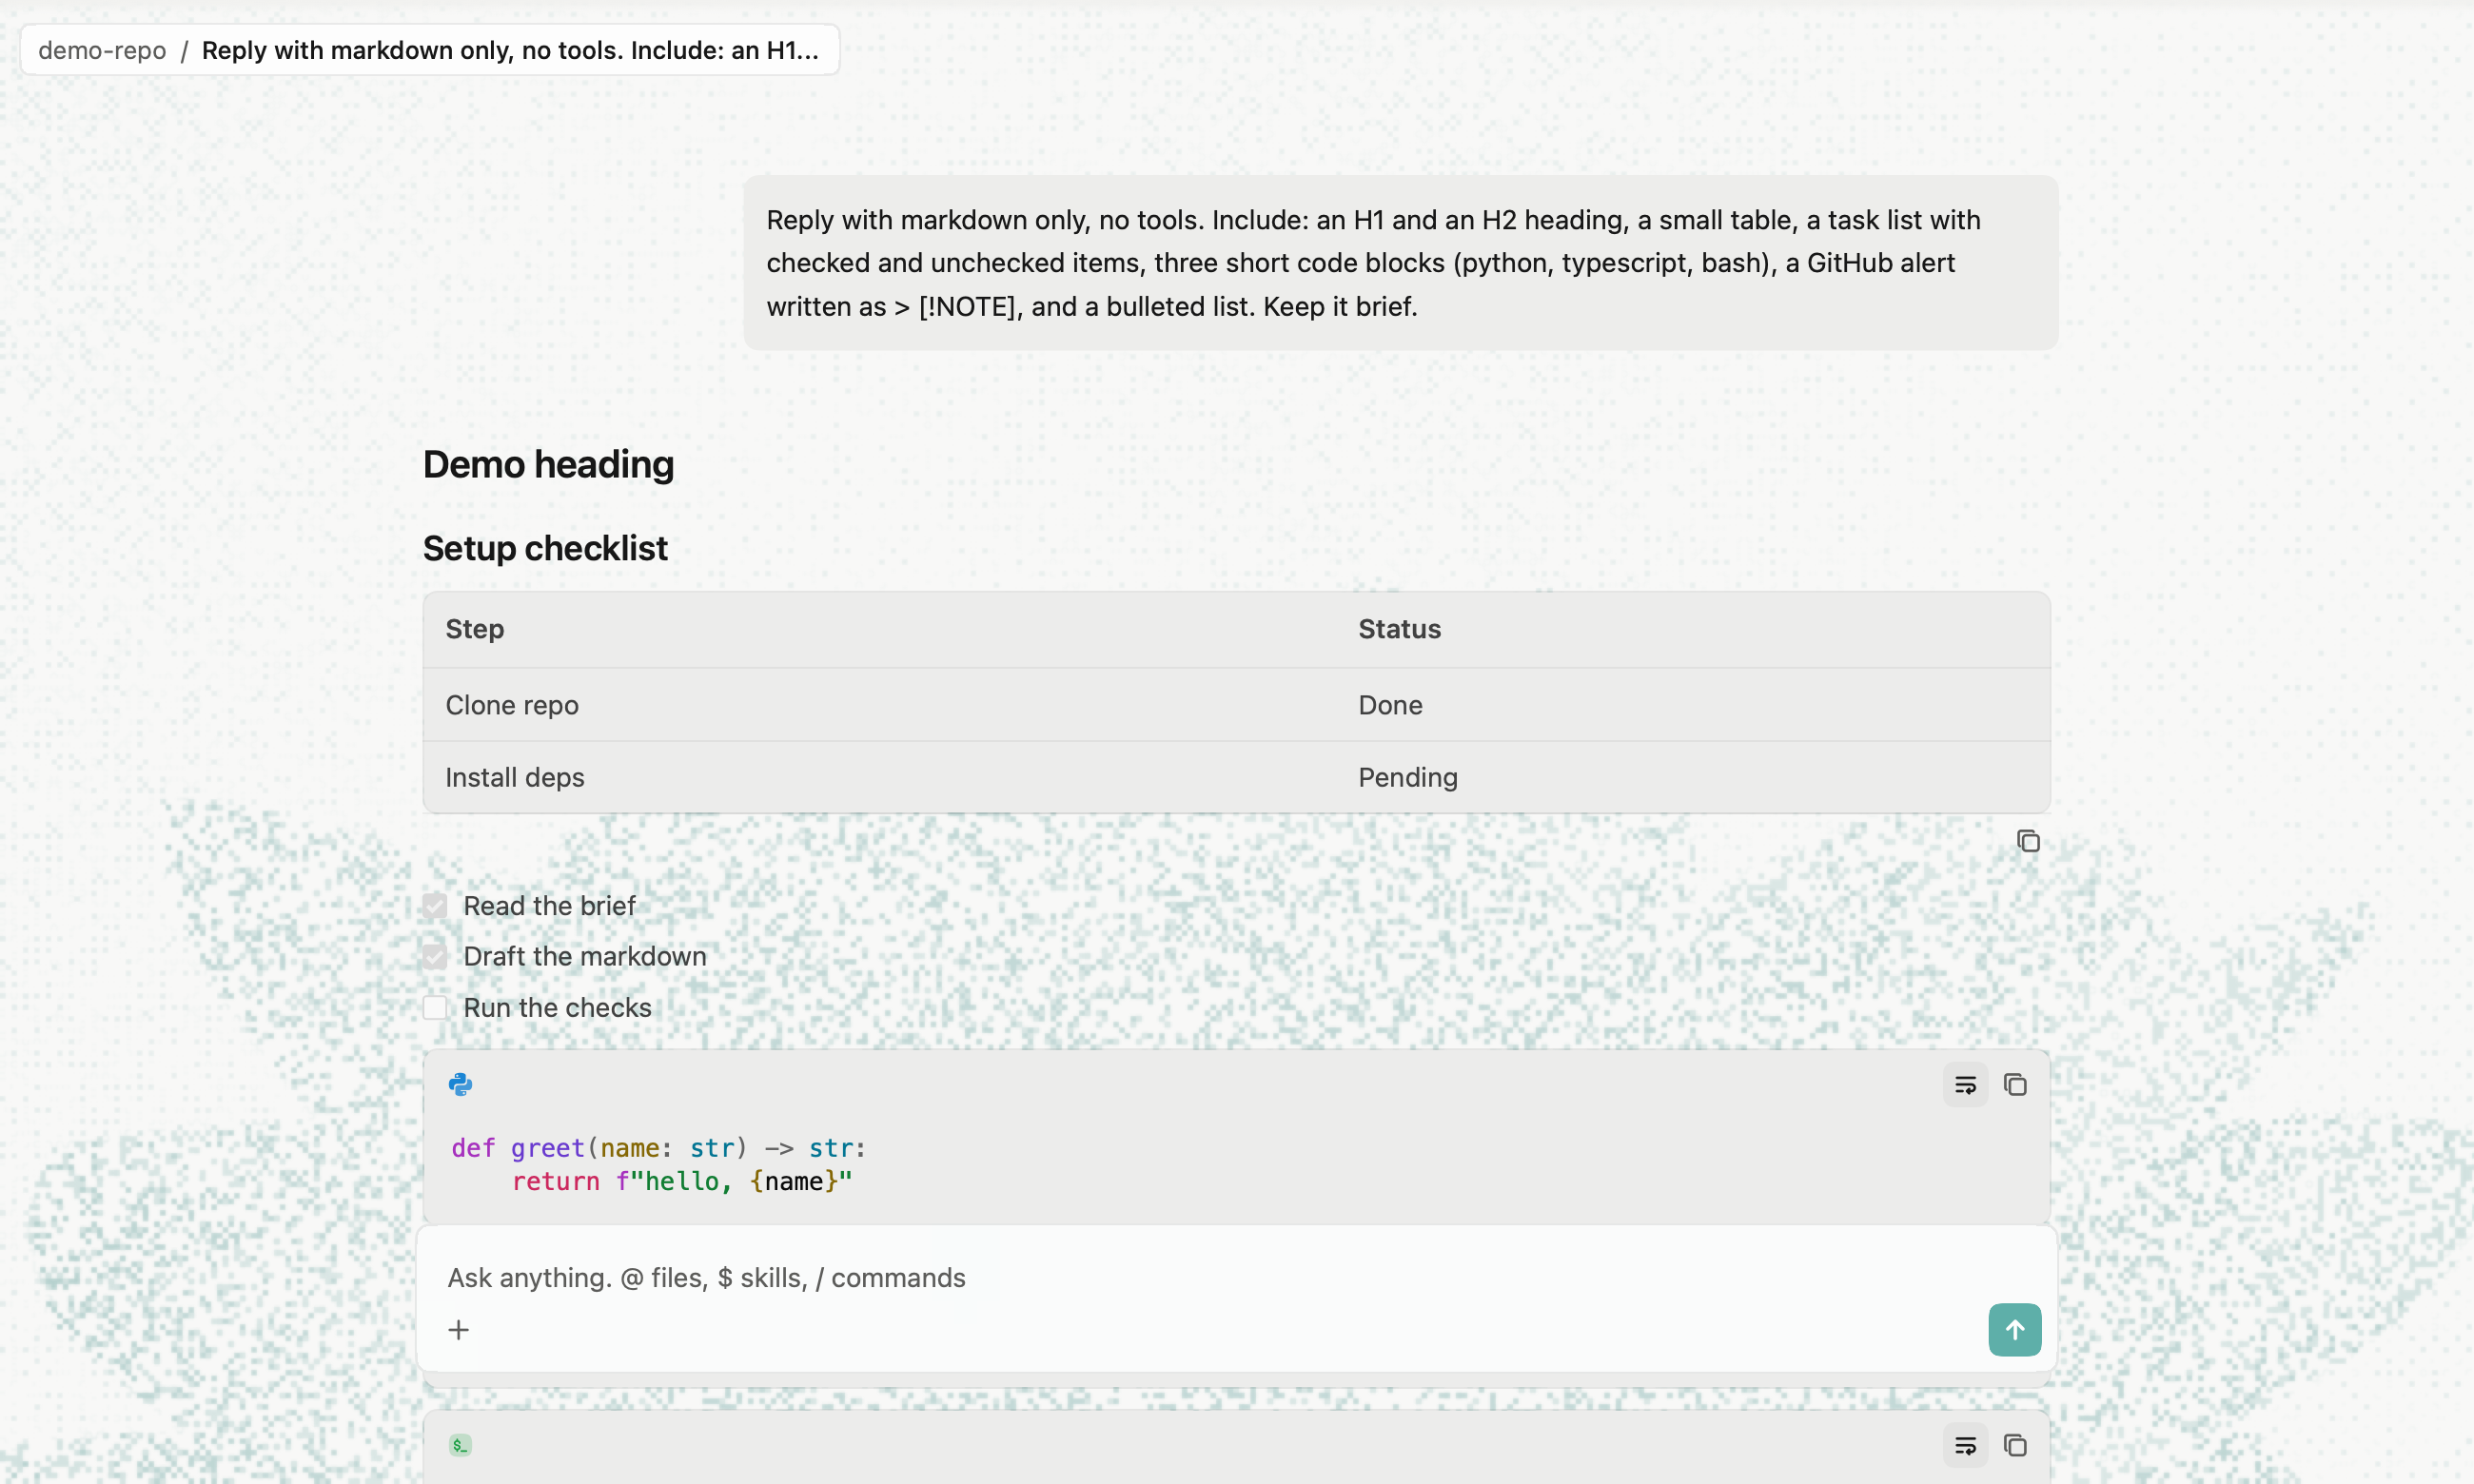 demo-repo / Reply with markdown only, no tools. Include: an H1...
Reply with markdown only, no tools. Include: an H1 and an H2 heading, a small table, a task list with
checked and unchecked items, three short code blocks (python, typescript, bash), a GitHub alert
written as > [!NOTE], and a bulleted list. Keep it brief.
Demo heading
Setup checklist
Step Status
Clone repo Done
Install deps Pending
Read the brief
Draft the markdown
Run the checks
def greet(name: str) -> str:
    return f"hello, {name}"
Ask anything. @ files, $ skills, / commands
$_